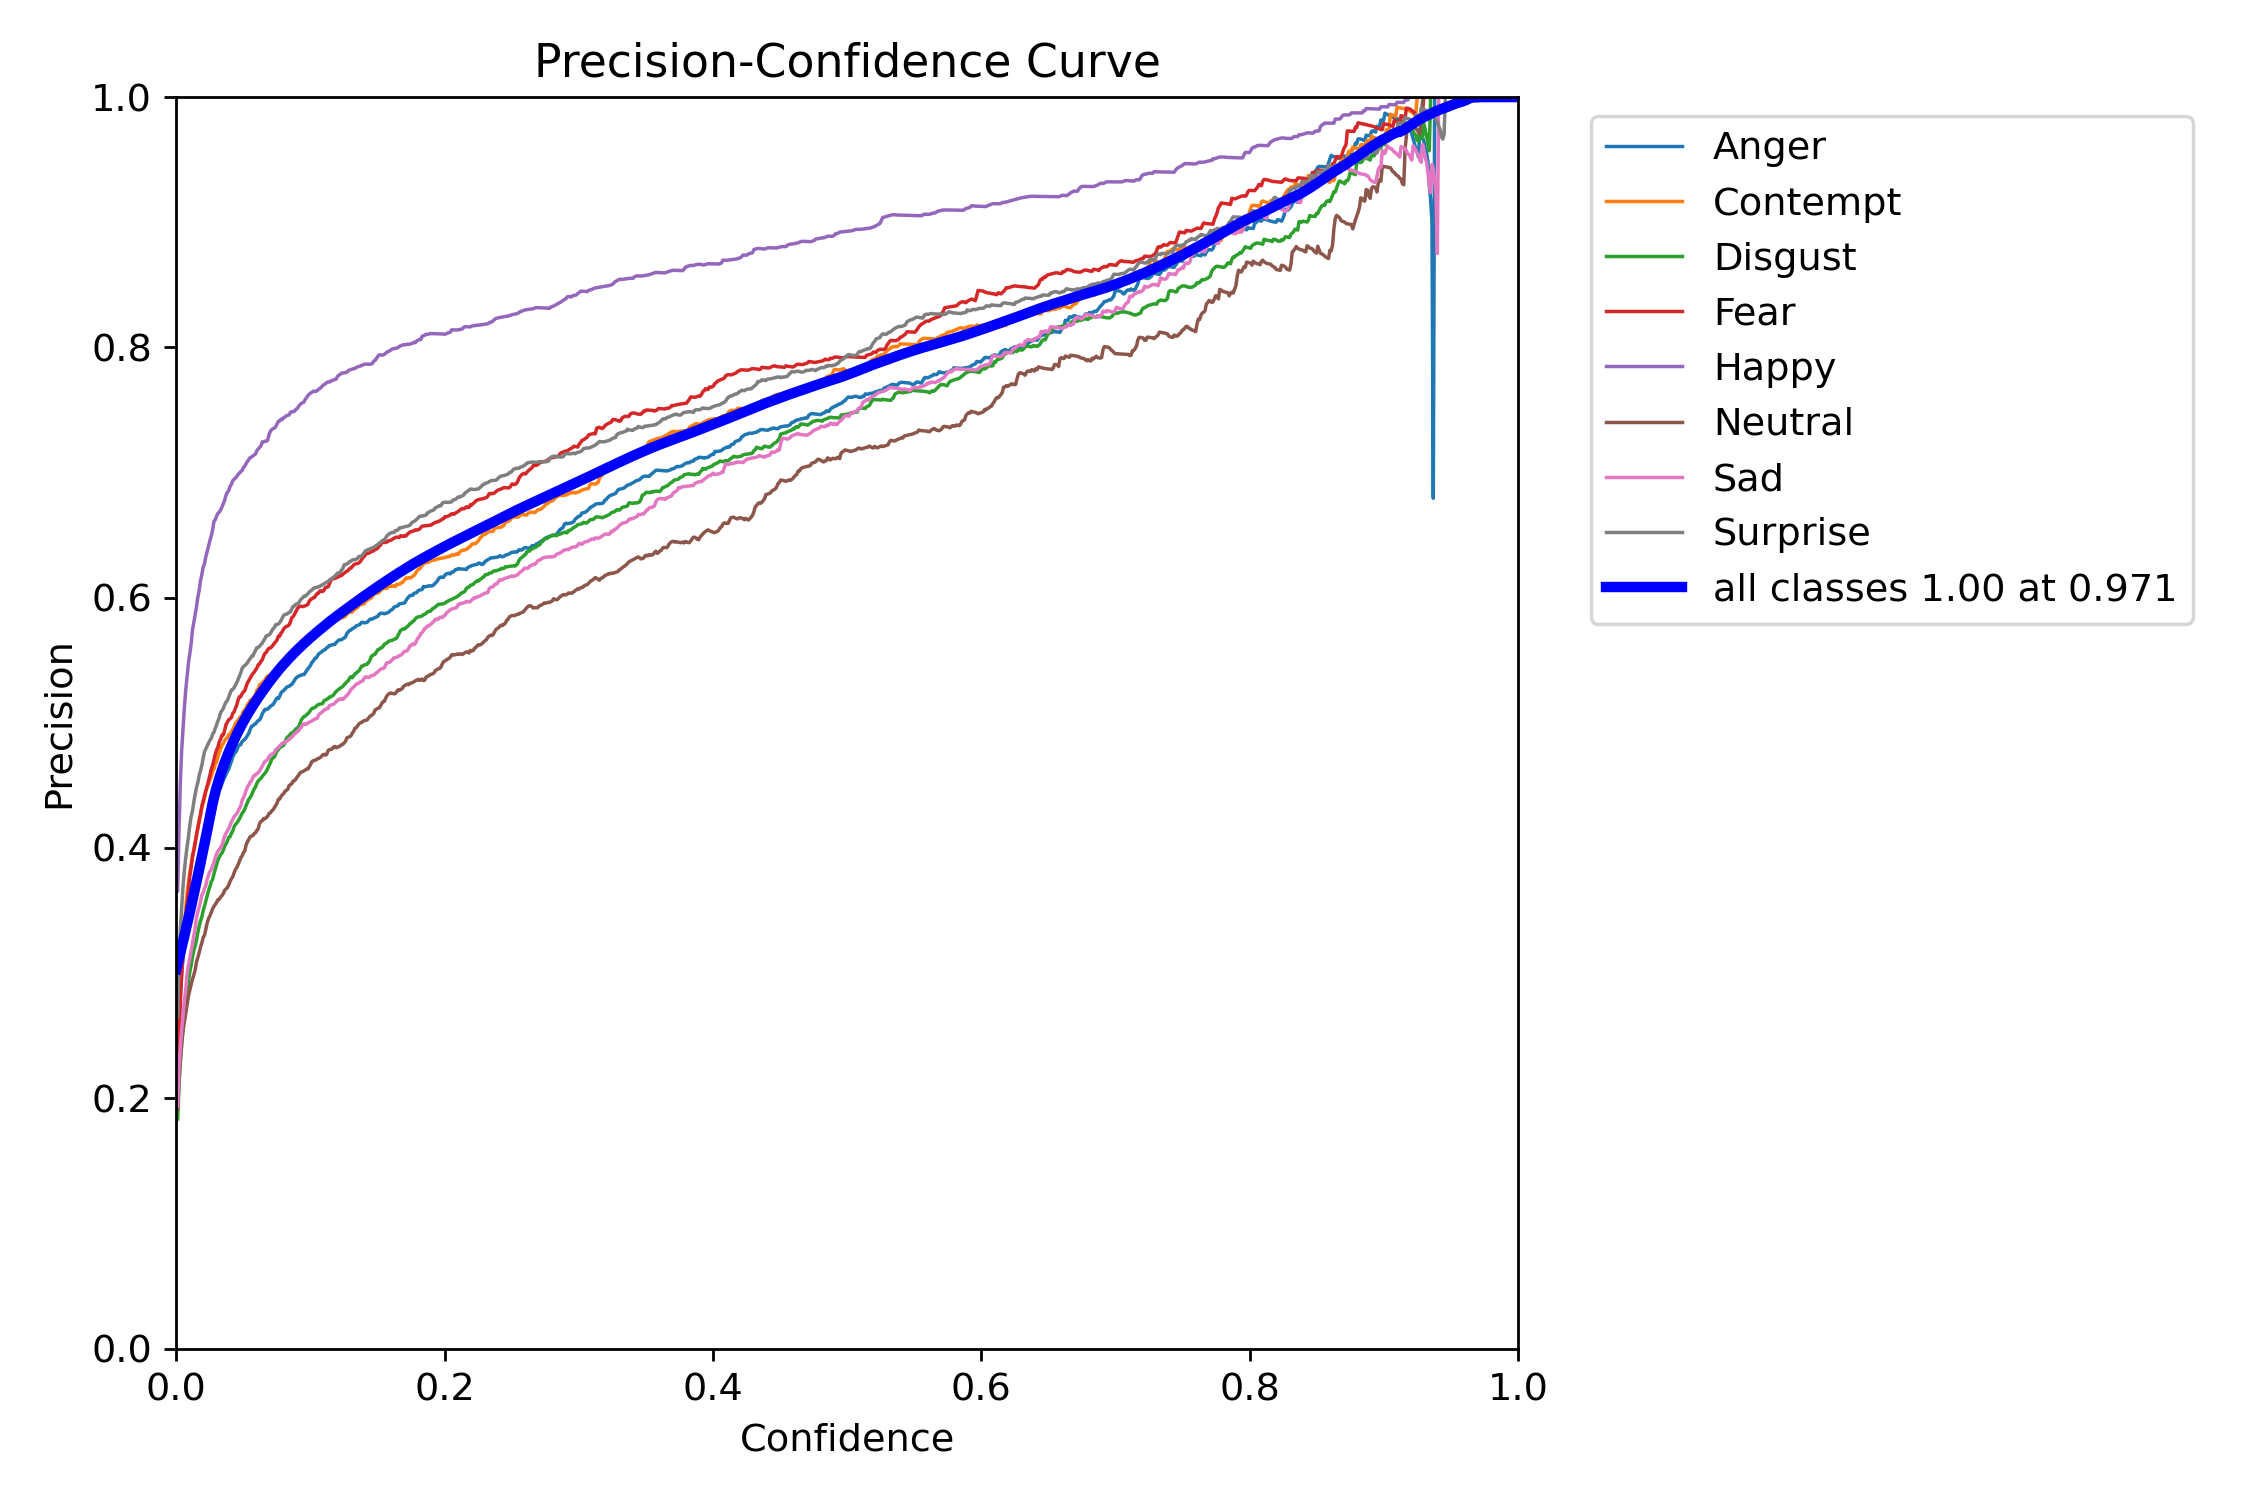 Precision-Confidence Curve
1.0
0.8
0.6
0.4
0.2
0.0
Precision
0.0 0.2 0.4 0.6 0.8 1.0
Confidence
Anger
Contempt
Disgust
Fear
Happy
Neutral
Sad
Surprise
all classes 1.00 at 0.971